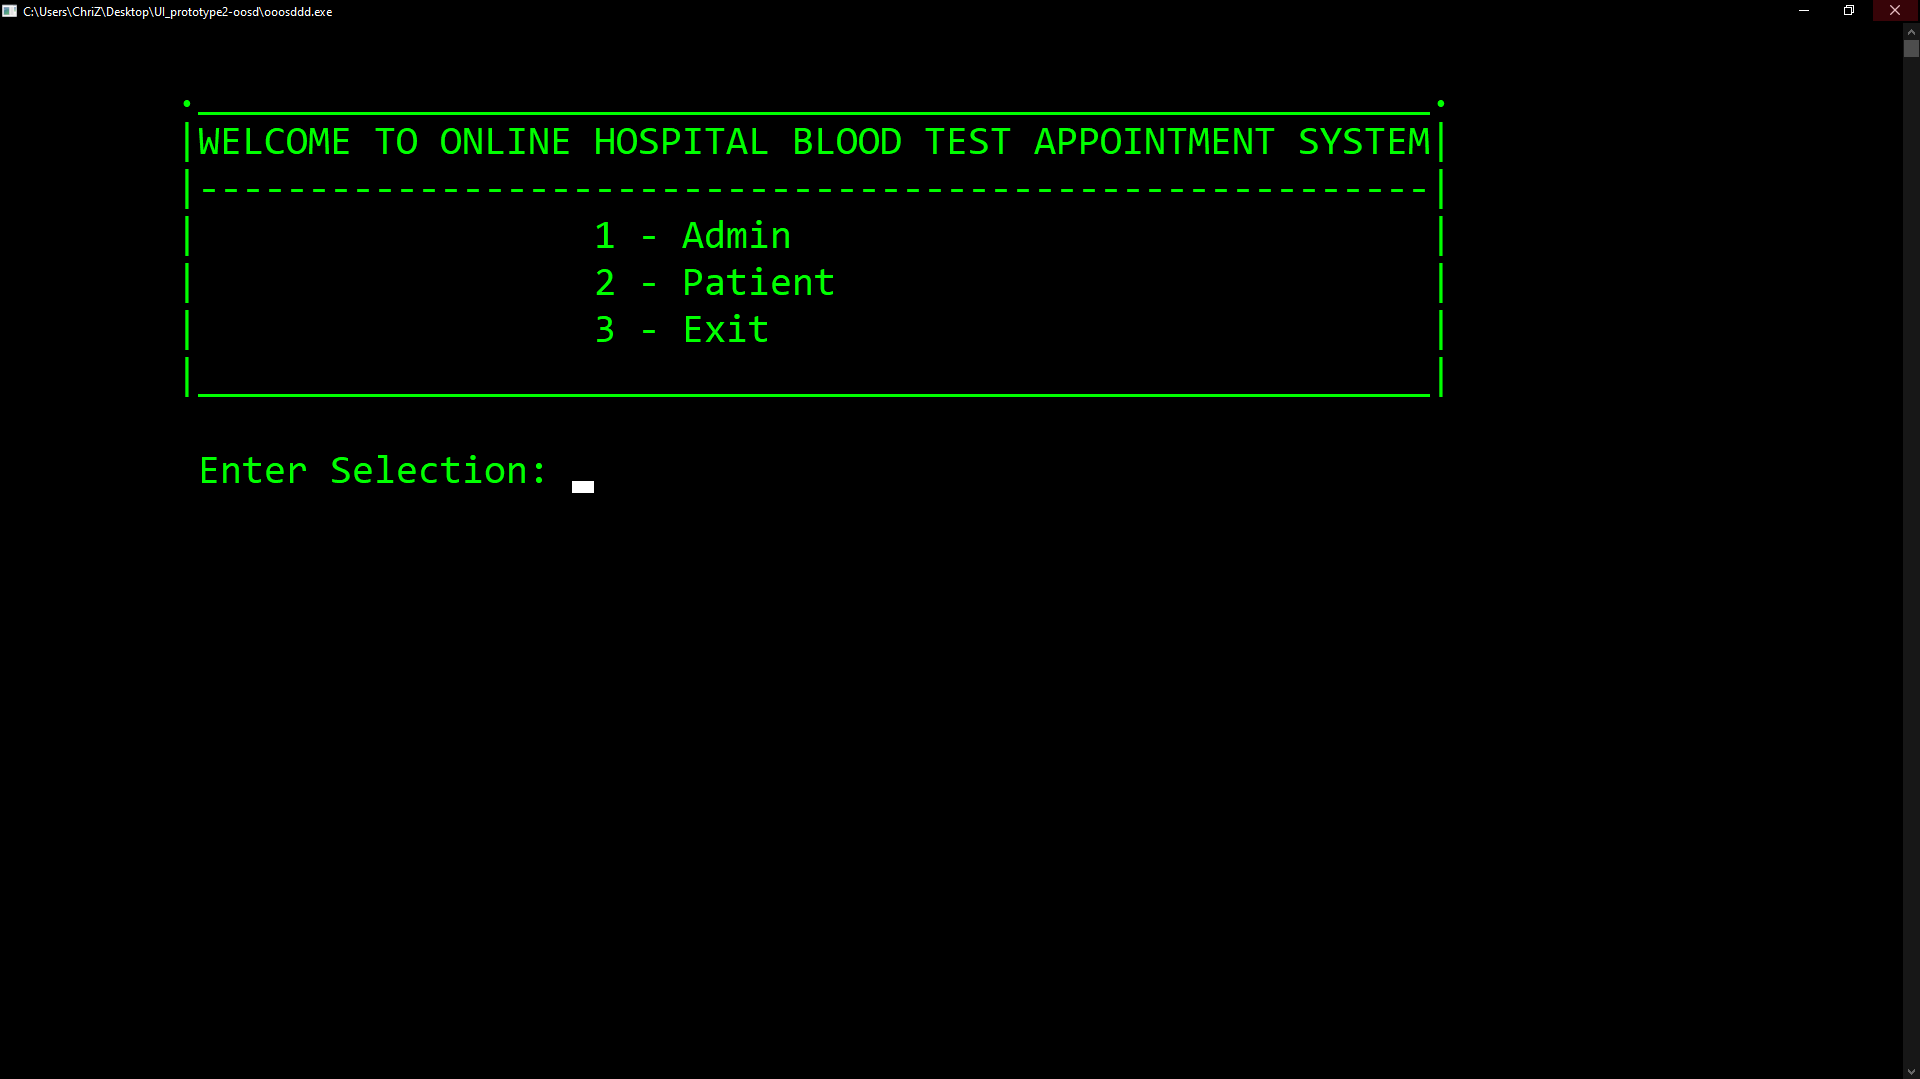 C:\Users\ChriZ\Desktop\UI_prototype2-oosd\ooosddd.exe
WELCOME TO ONLINE HOSPITAL BLOOD TEST APPOINTMENT SYSTEM
--------------------------------------------------------
1 - Admin
2 - Patient
3 - Exit
Enter Selection: